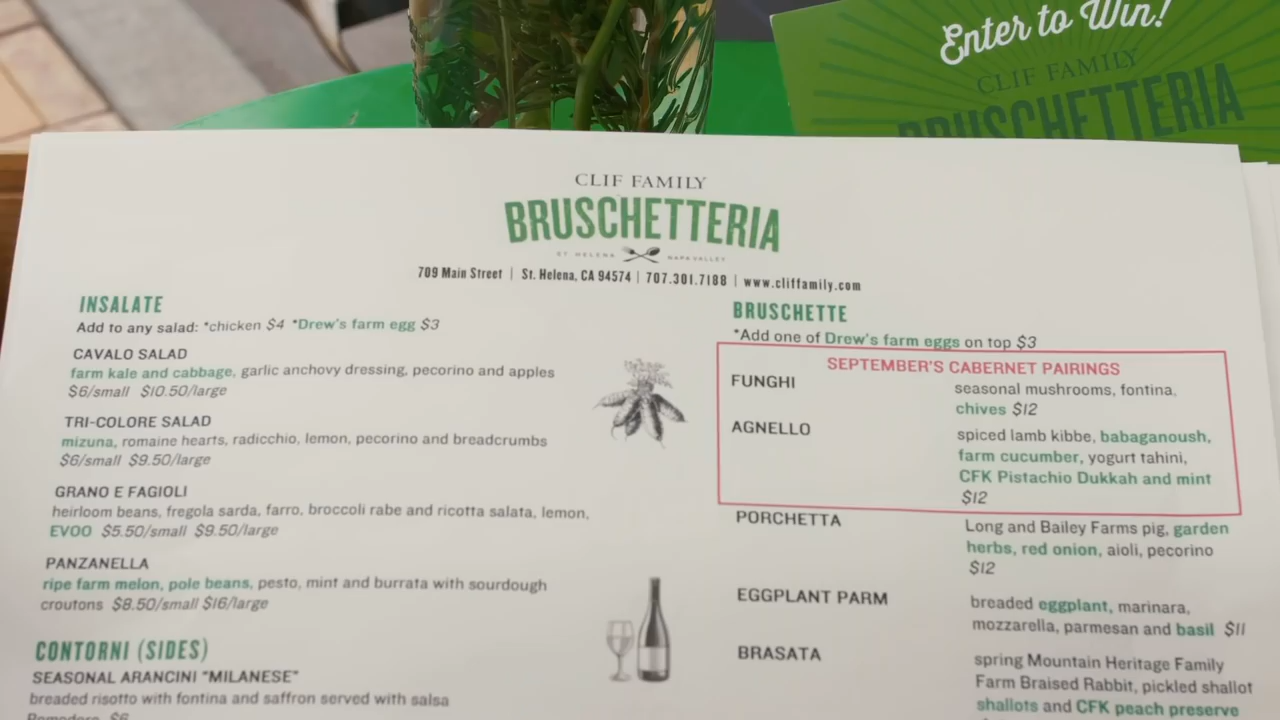 Enter to Win!
CLIF FAMILY
BRUSCHETTERIA
CLIF FAMILY
BRUSCHETTERIA
ST HELENA NAPA VALLEY
709 Main Street | St. Helena, CA 94574 | 707.301.7188 | www.cliffamily.com
INSALATE
Add to any salad: *chicken $4 *Drew's farm egg $3
CAVALO SALAD
farm kale and cabbage, garlic anchovy dressing, pecorino and apples
$6/small $10.50/large
TRI-COLORE SALAD
mizuna, romaine hearts, radicchio, lemon, pecorino and breadcrumbs
$6/small $9.50/large
GRANO E FAGIOLI
heirloom beans, fregola sarda, farro, broccoli rabe and ricotta salata, lemon,
EVOO $5.50/small $9.50/large
PANZANELLA
ripe farm melon, pole beans, pesto, mint and burrata with sourdough
croutons $8.50/small $16/large
CONTORNI (SIDES)
SEASONAL ARANCINI "MILANESE"
breaded risotto with fontina and saffron served with salsa
Pomodoro $6
BRUSCHETTE
*Add one of Drew's farm eggs on top $3
SEPTEMBER'S CABERNET PAIRINGS
FUNGHI seasonal mushrooms, fontina,
chives $12
AGNELLO spiced lamb kibbe, babaganoush,
farm cucumber, yogurt tahini,
CFK Pistachio Dukkah and mint
$12
PORCHETTA Long and Bailey Farms pig, garden
herbs, red onion, aioli, pecorino
$12
EGGPLANT PARM breaded eggplant, marinara,
mozzarella, parmesan and basil $11
BRASATA spring Mountain Heritage Family
Farm Braised Rabbit, pickled shallot
shallots and CFK peach preserve